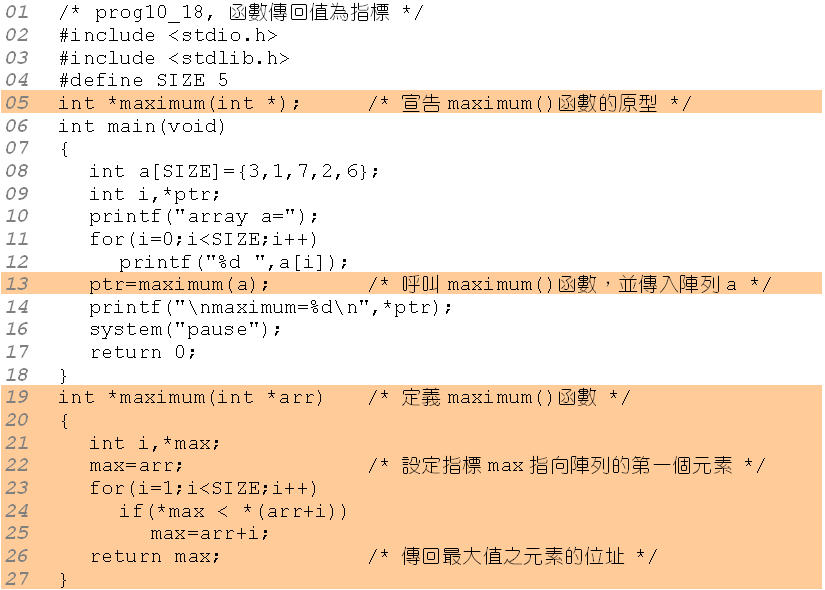 01 /* prog10_18, 函數傳回值為指標 */
02 #include <stdio.h>
03 #include <stdlib.h>
04 #define SIZE 5
05 int *maximum(int *); /* 宣告 maximum()函數的原型 */
06 int main(void)
07 {
08 int a[SIZE]={3,1,7,2,6};
09 int i,*ptr;
10 printf("array a=");
11 for(i=0;i<SIZE;i++)
12 printf("%d ",a[i]);
13 ptr=maximum(a); /* 呼叫 maximum()函數，並傳入陣列 a */
14 printf("\nmaximum=%d\n",*ptr);
16 system("pause");
17 return 0;
18 }
19 int *maximum(int *arr) /* 定義 maximum()函數 */
20 {
21 int i,*max;
22 max=arr; /* 設定指標 max 指向陣列的第一個元素 */
23 for(i=1;i<SIZE;i++)
24 if(*max < *(arr+i))
25 max=arr+i;
26 return max; /* 傳回最大值之元素的位址 */
27 }